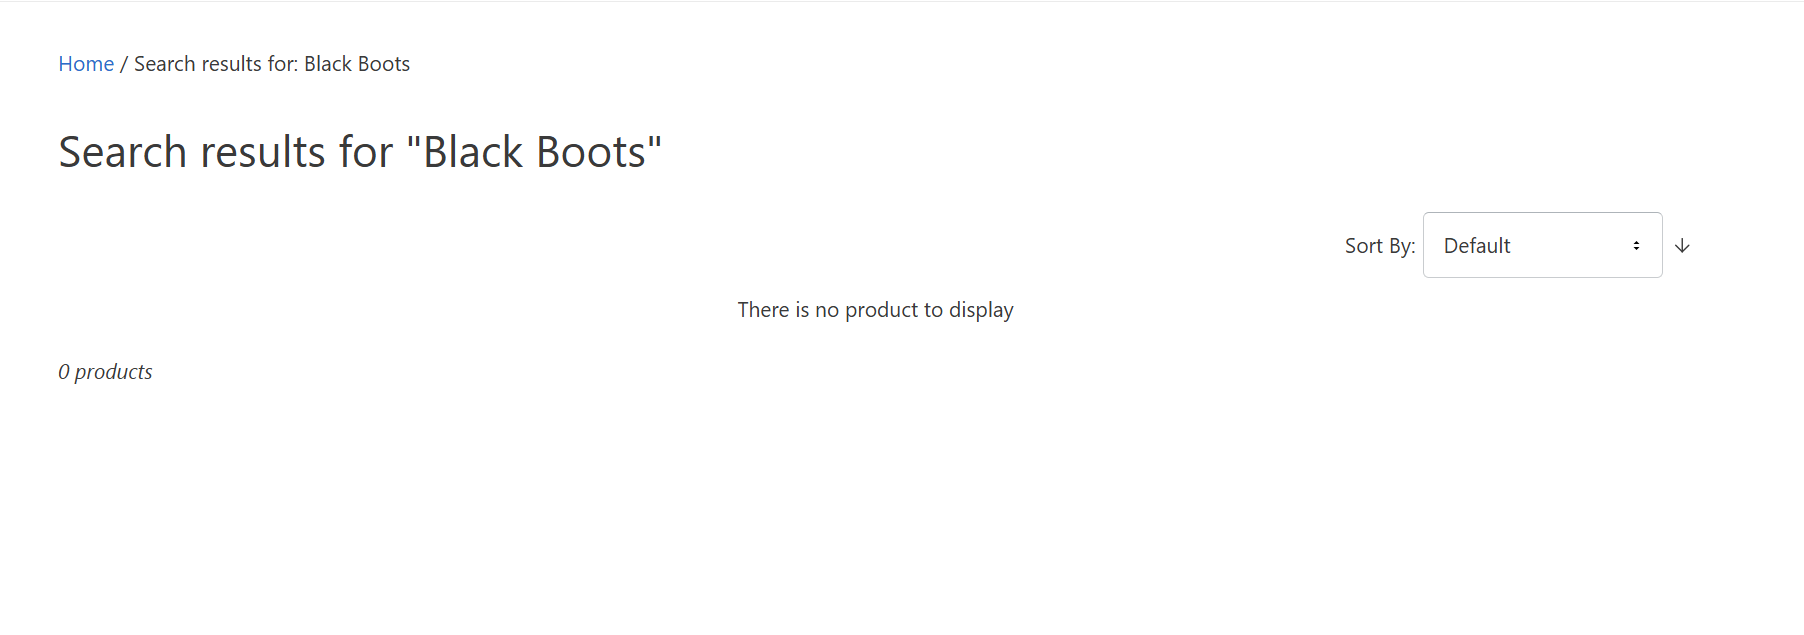 Home / Search results for: Black Boots
Search results for "Black Boots"
Sort By: Default
There is no product to display
0 products